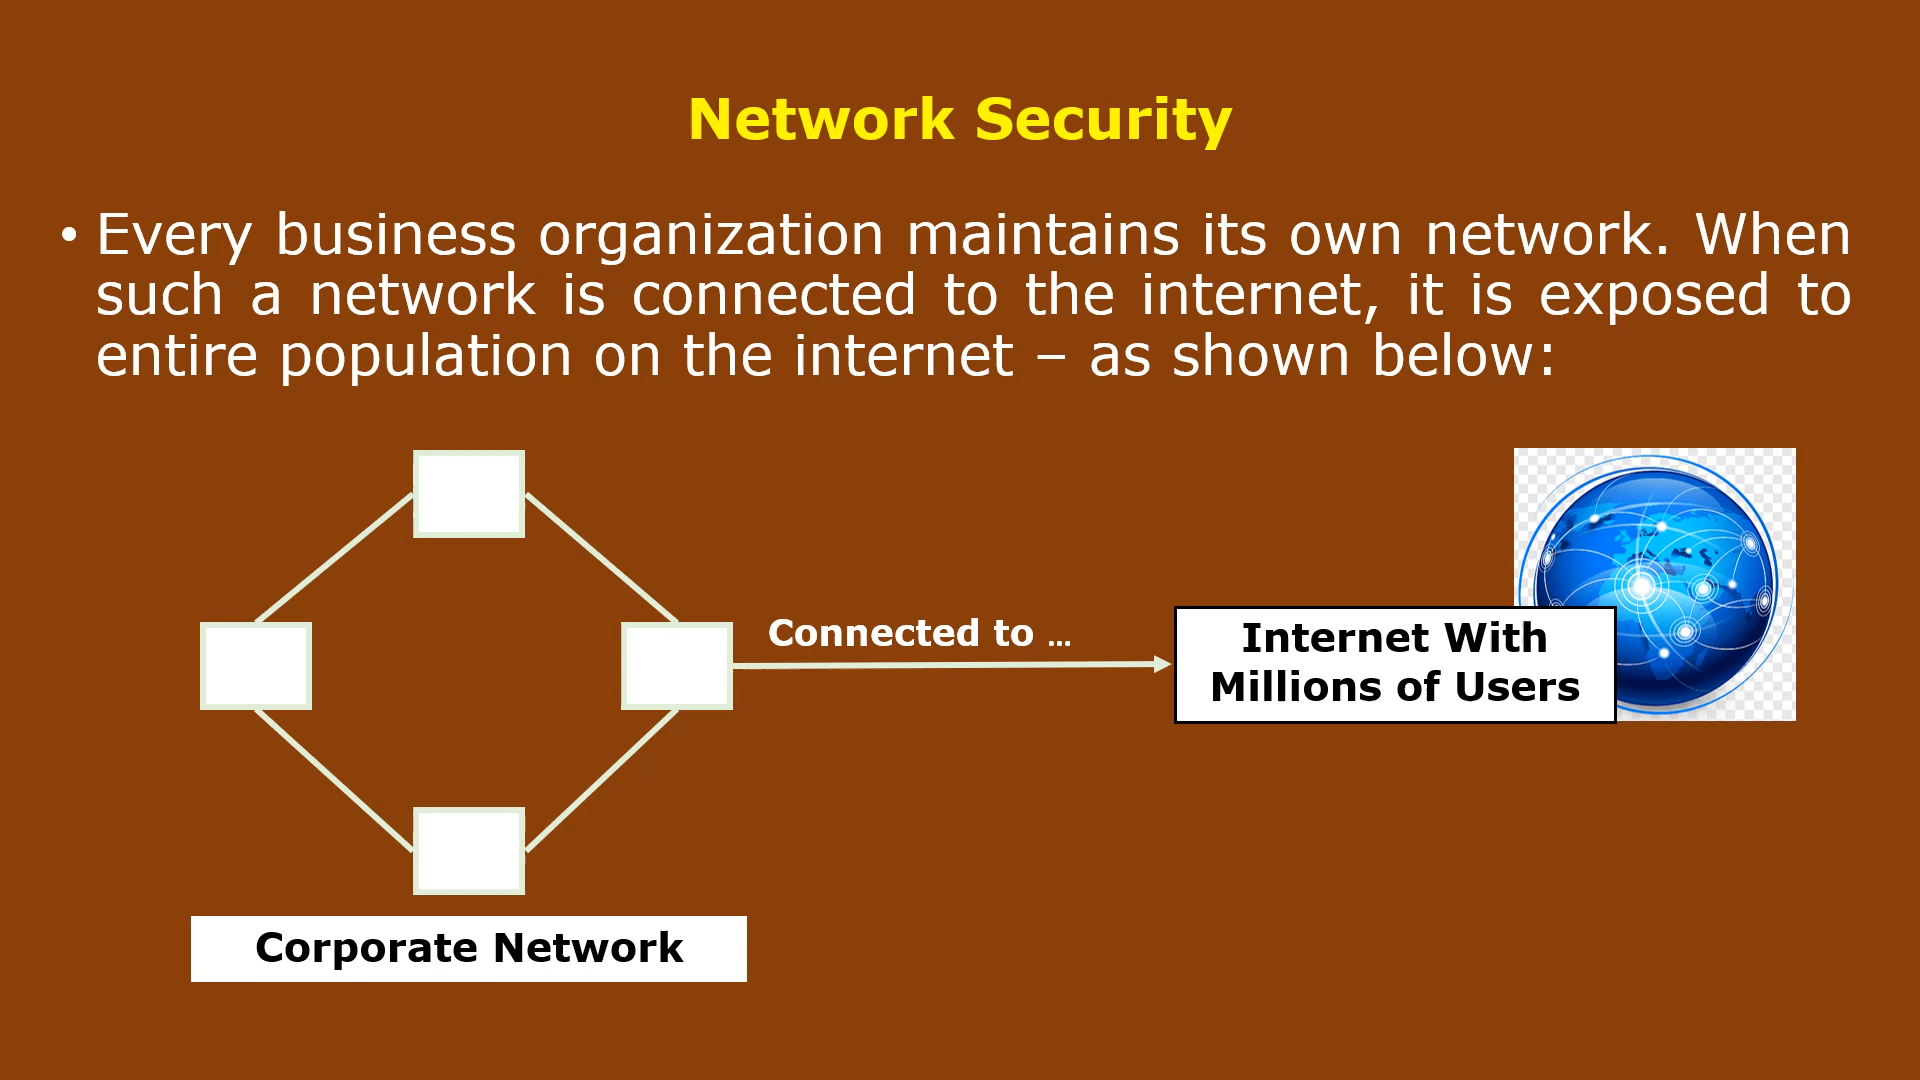 Network Security
• Every business organization maintains its own network. When
such a network is connected to the internet, it is exposed to
entire population on the internet – as shown below:
Connected to …
Internet With
Millions of Users
Corporate Network